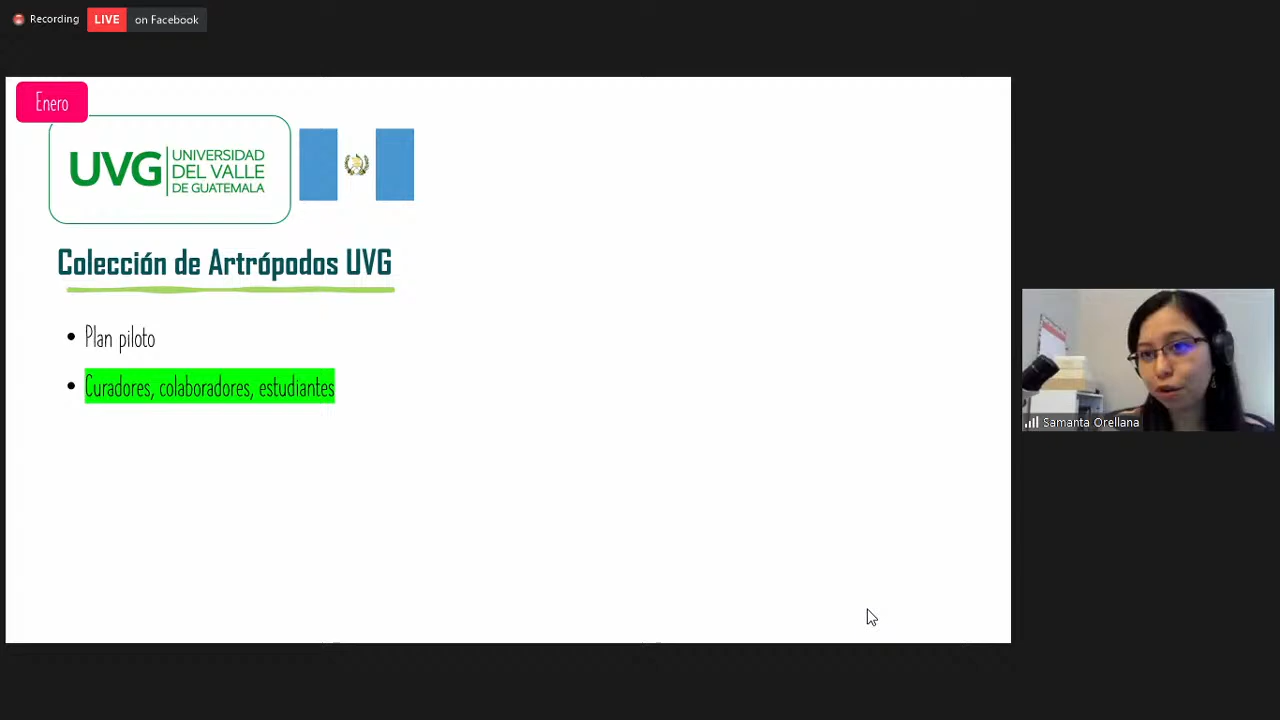 Recording
LIVE on Facebook
Enero
UVG UNIVERSIDAD
DEL VALLE
DE GUATEMALA
Colección de Artrópodos UVG
• Plan piloto
• Curadores, colaboradores, estudiantes
Samanta Orellana